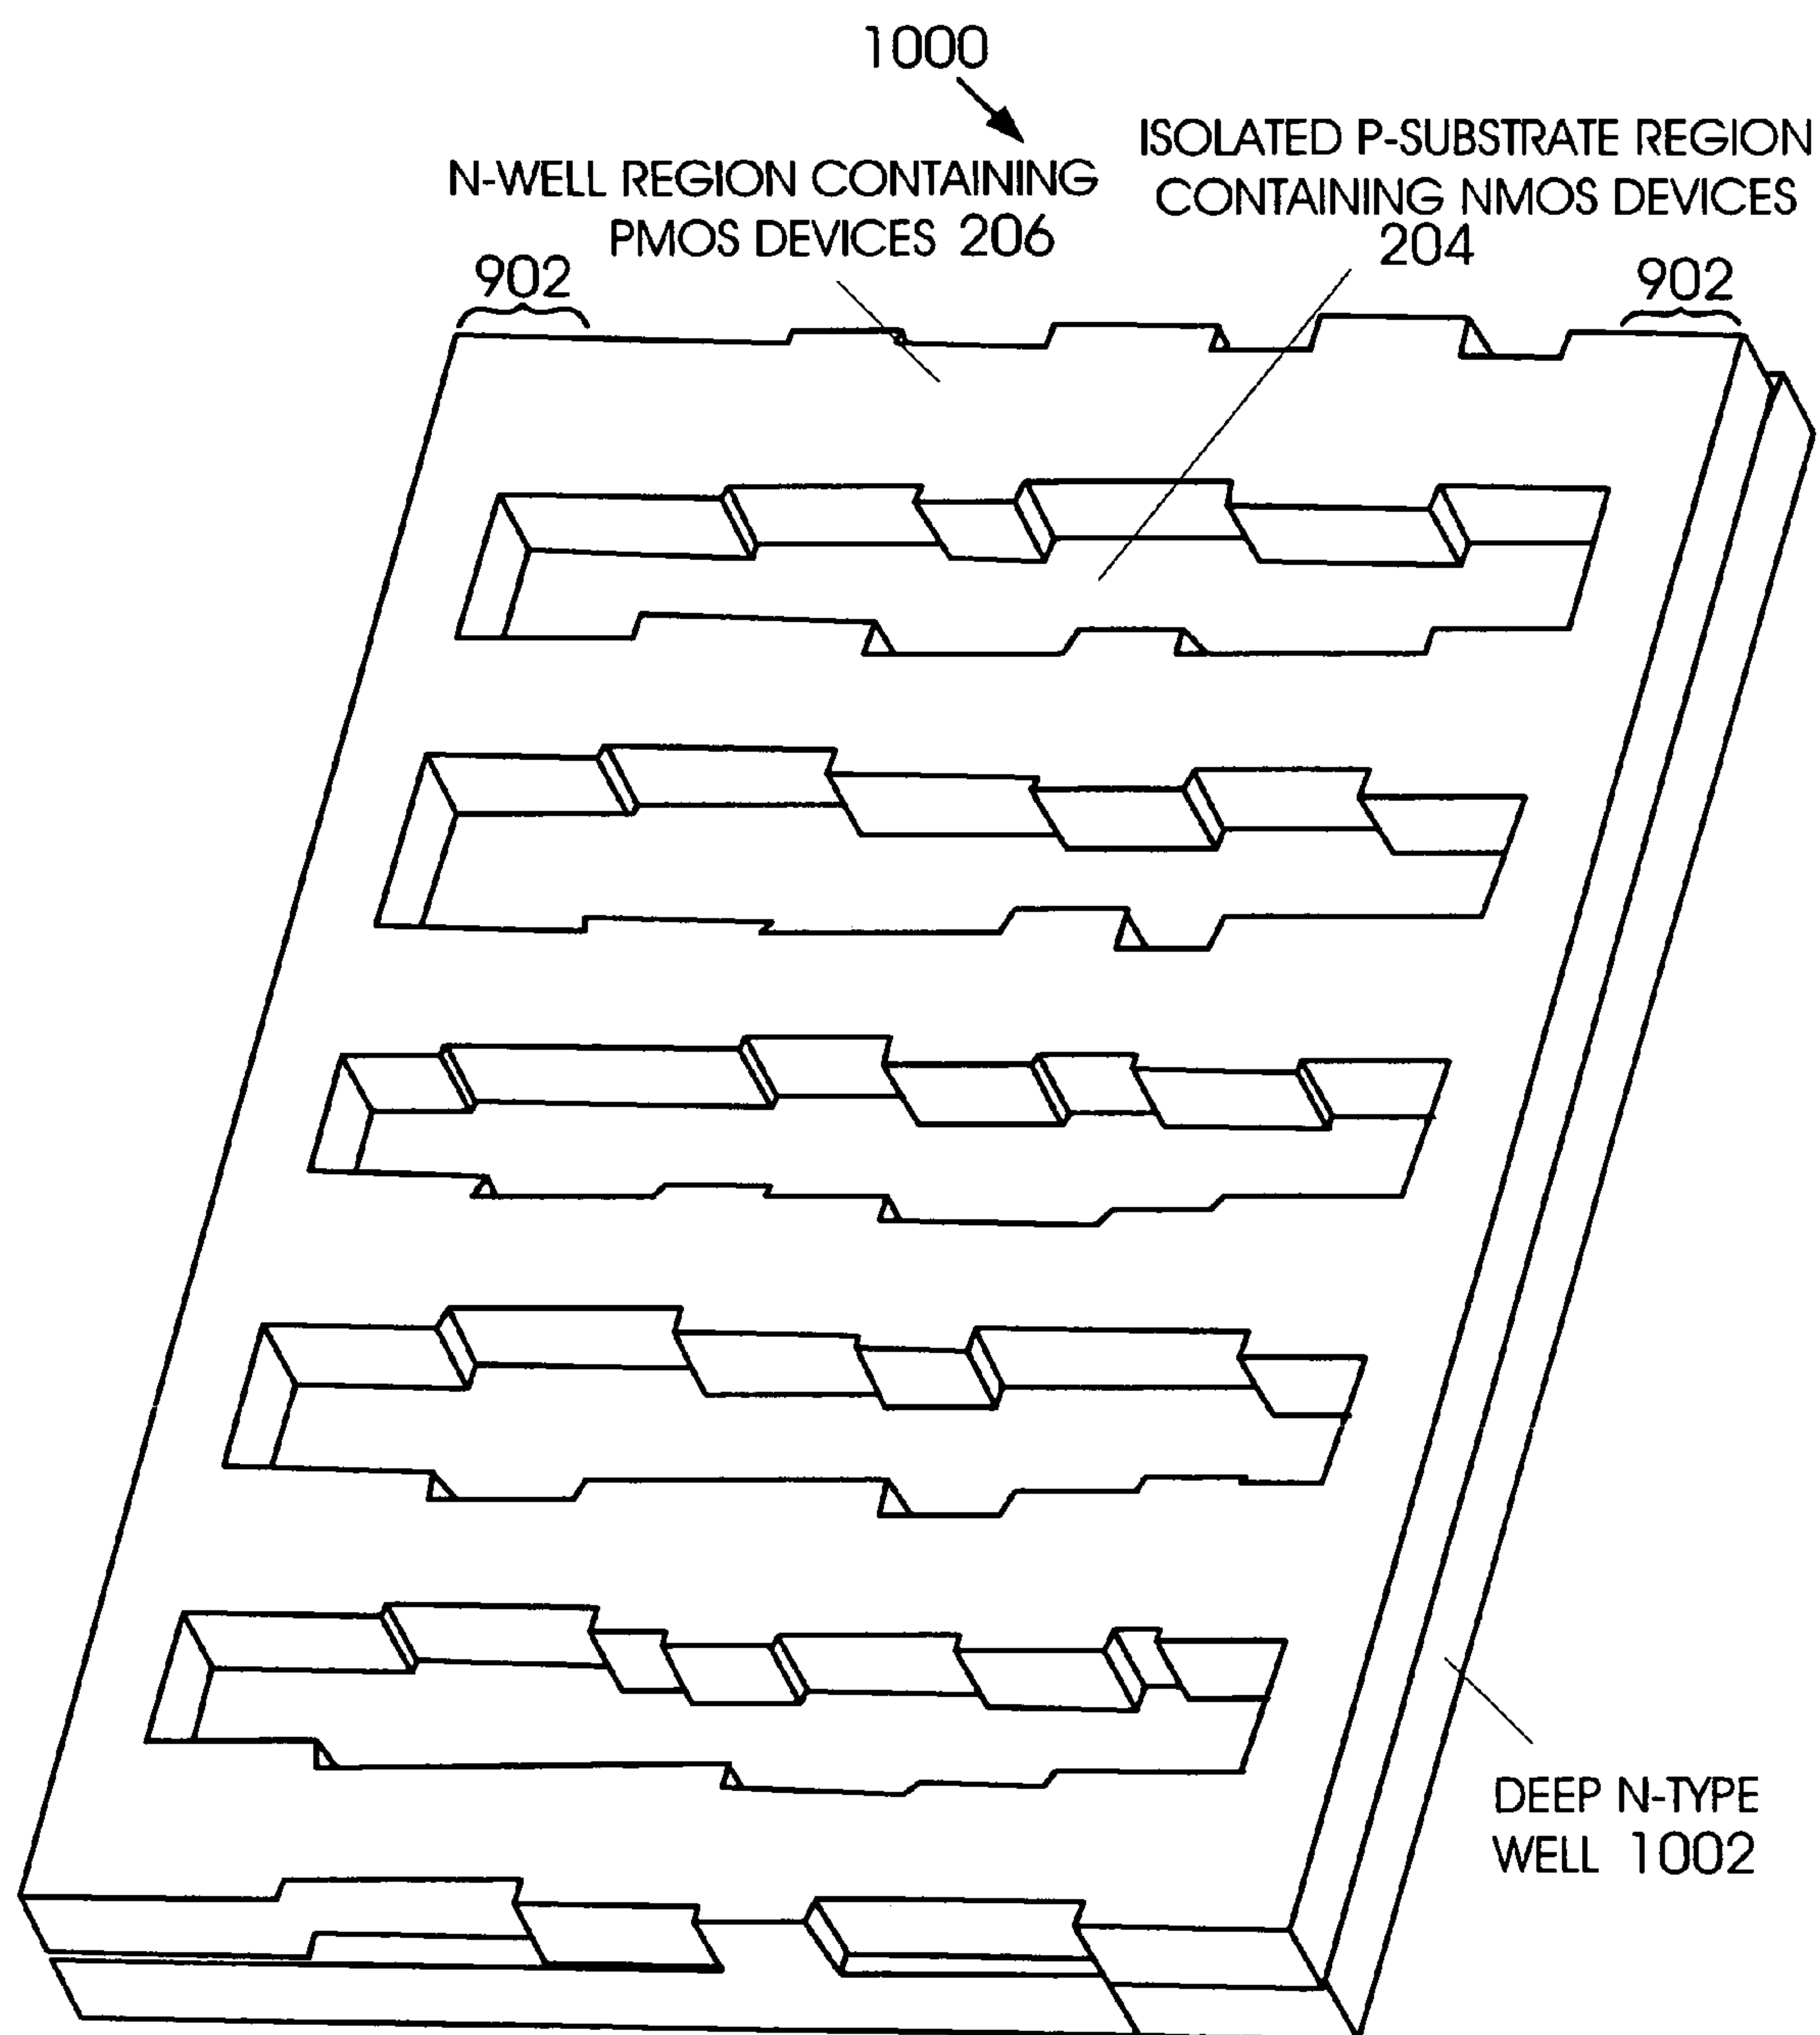 1000
N-WELL REGION CONTAINING
PMOS DEVICES 206
ISOLATED P-SUBSTRATE REGION
CONTAINING NMOS DEVICES
204
902
902
DEEP N-TYPE
WELL 1002